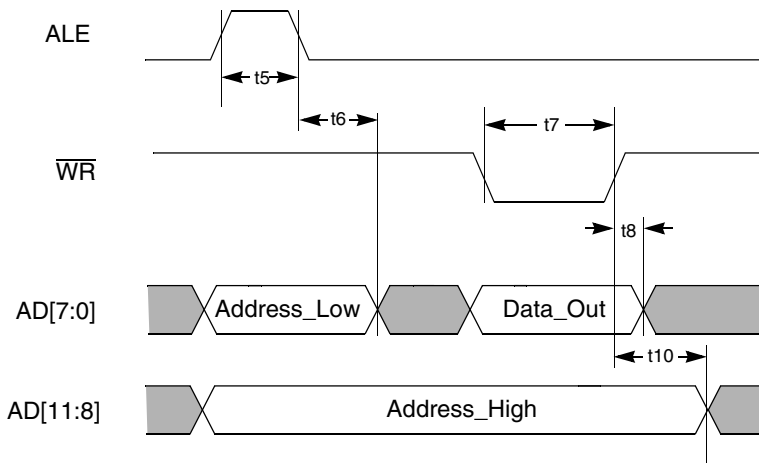 ALE
t5
t6
t7
WR
t8
AD[7:0]
Address_Low
Data_Out
t10
AD[11:8]
Address_High